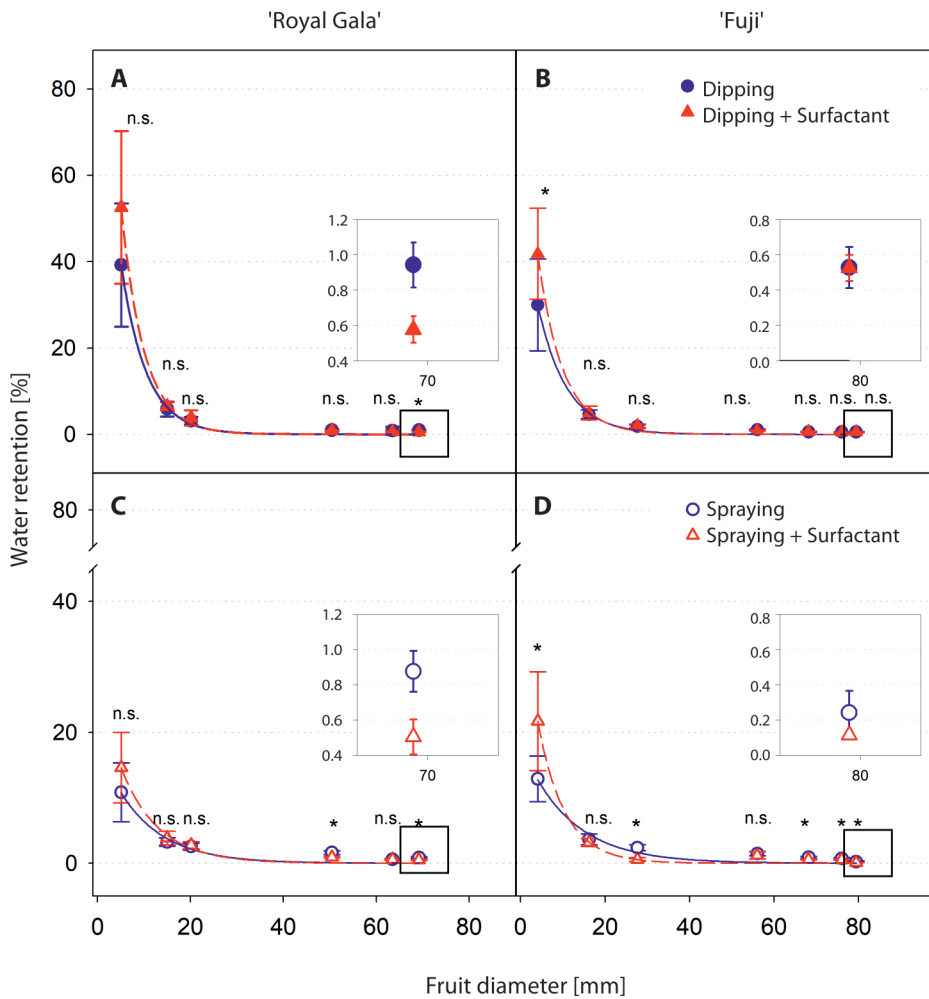 'Royal Gala' 'Fuji'
A
80
60
40
20
0
n.s.
n.s.
n.s.
n.s.
n.s.
*
1.2
1.0
0.8
0.6
0.4
70
B
Dipping
Dipping + Surfactant
*
n.s.
n.s.
n.s.
n.s.
n.s.
n.s.
0.8
0.6
0.4
0.2
0.0
80
Water retention [%]
C
80
40
20
0
n.s.
n.s. n.s.
*
n.s.
*
1.2
1.0
0.8
0.6
0.4
70
0 20 40 60 80
D
Spraying
Spraying + Surfactant
*
n.s.
*
n.s.
*
* *
0.8
0.6
0.4
0.2
0.0
80
0 20 40 60 80
Fruit diameter [mm]